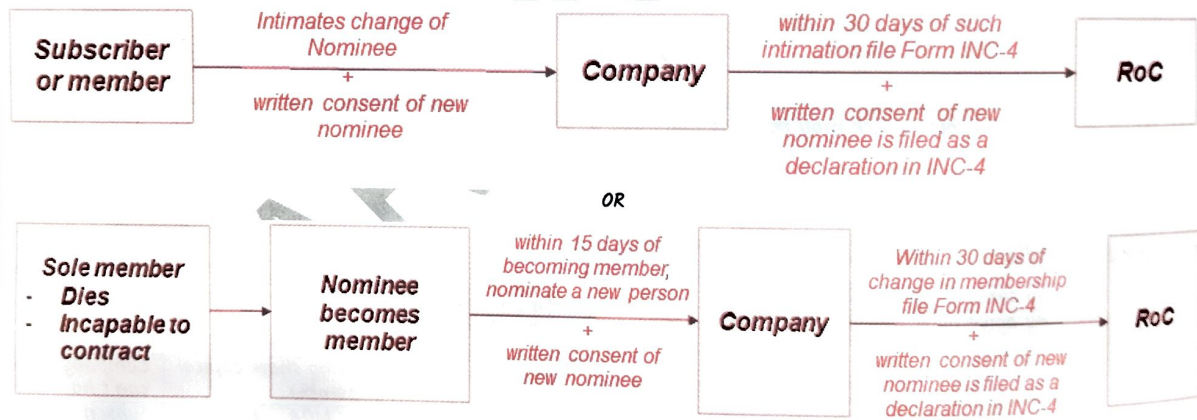 Subscriber
or member
Intimates change of
Nominee
+
written consent of new
nominee
Company
within 30 days of such
intimation file Form INC-4
+
written consent of new
nominee is filed as a
declaration in INC-4
RoC
OR
Sole member
- Dies
- Incapable to
contract
Nominee
becomes
member
within 15 days of
becoming member,
nominate a new person
+
written consent of
new nominee
Company
Within 30 days of
change in membership
file Form INC-4
+
written consent of new
nominee is filed as a
declaration in INC-4
RoC